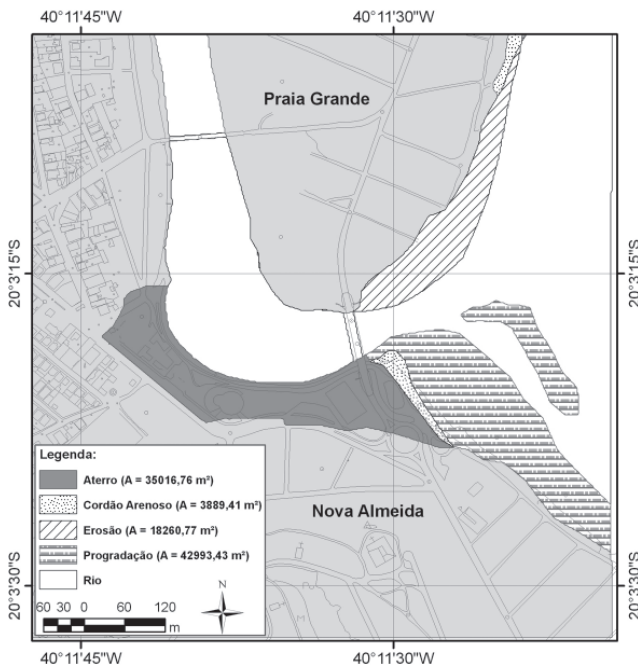 40°11'45"W
40°11'30"W
Praia Grande
20°3'15"S
20°3'15"S
Legenda:
Aterro (A = 35016,76 m²)
Cordão Arenoso (A = 3889,41 m²)
Erosão (A = 18260,77 m²)
Progradação (A = 42993,43 m²)
Rio
60 30 0 60 120
m
N
Nova Almeida
20°3'30"S
20°3'30"S
40°11'45"W
40°11'30"W